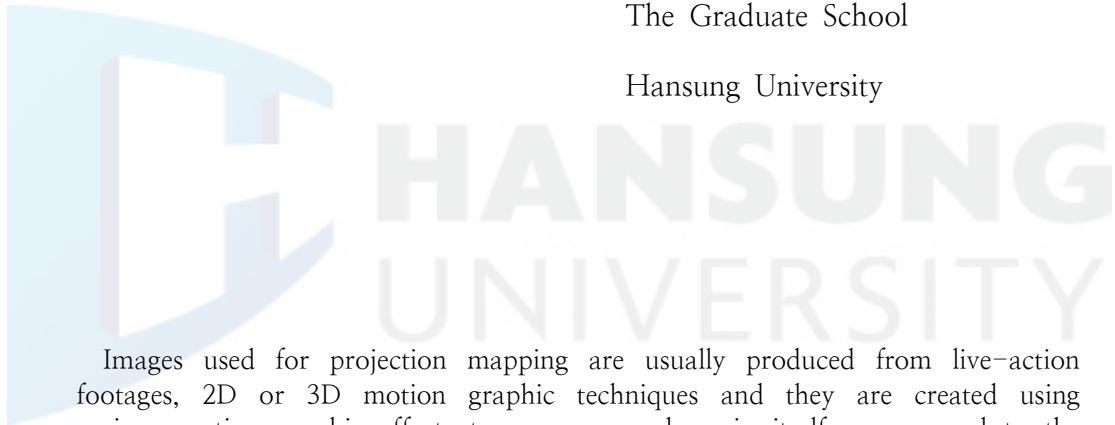 The Graduate School
Hansung University
HANSUNG
UNIVERSITY
Images used for projection mapping are usually produced from live-action
footages, 2D or 3D motion graphic techniques and they are created using